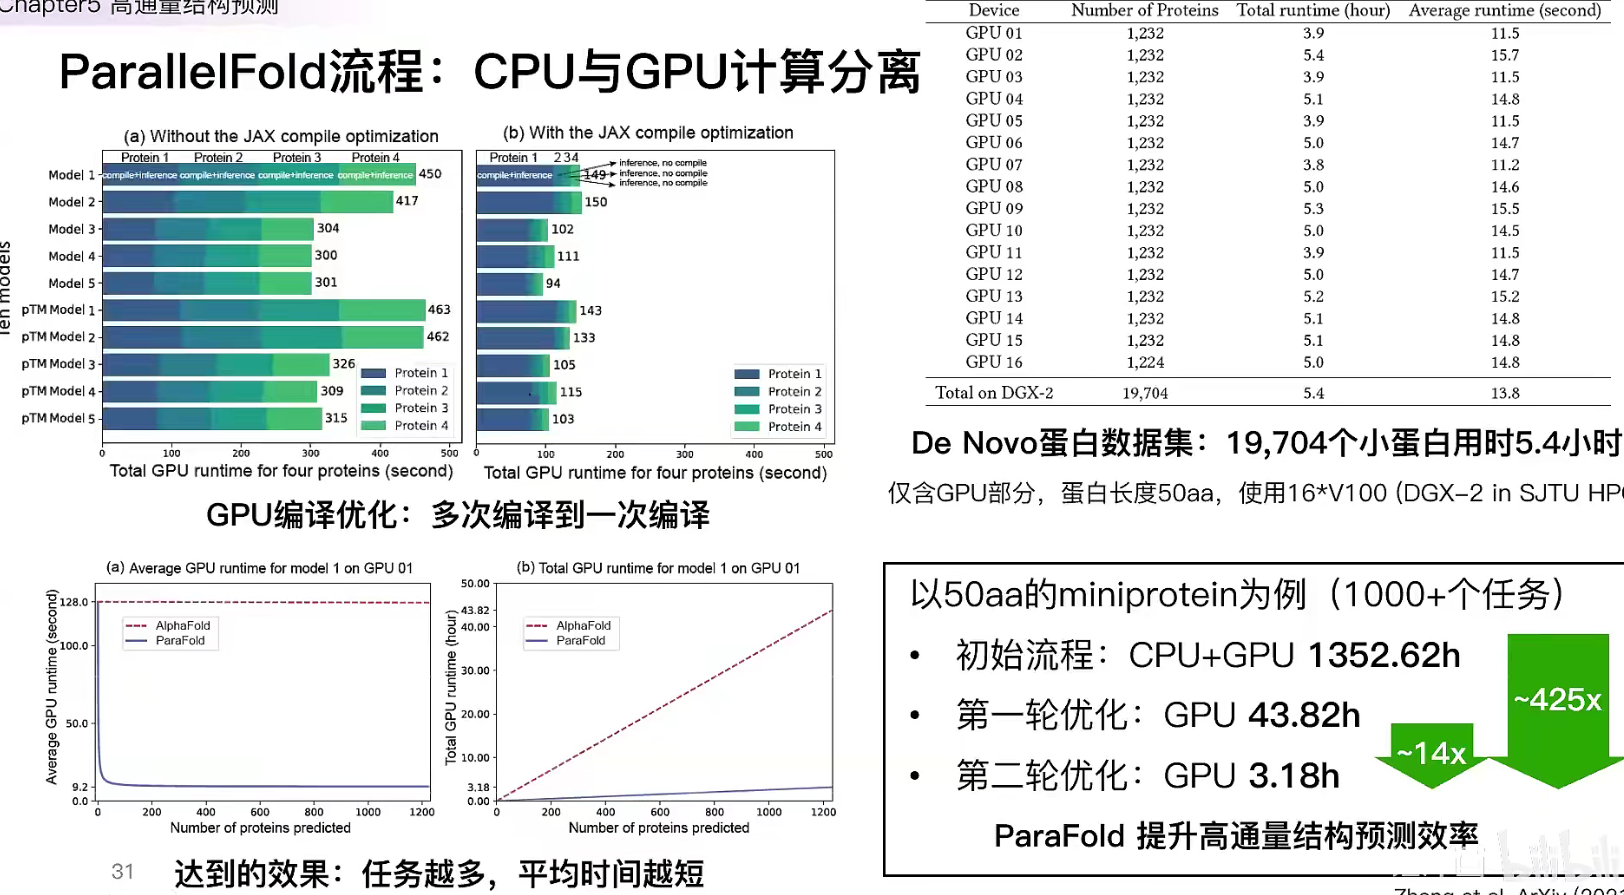 Chapter5 高通量结构预测
ParallelFold流程：CPU与GPU计算分离
(a) Without the JAX compile optimization
Protein 1 Protein 2 Protein 3 Protein 4
Ten models
Model 1 compile+inference compile+inference compile+inference compile+inference 450
Model 2 417
Model 3 304
Model 4 300
Model 5 301
pTM Model 1 463
pTM Model 2 462
pTM Model 3 326
pTM Model 4 309
pTM Model 5 315
Protein 1
Protein 2
Protein 3
Protein 4
0 100 200 300 400 500
Total GPU runtime for four proteins (second)
(b) With the JAX compile optimization
Protein 1 2 3 4
compile+inference 149
inference, no compile
inference, no compile
inference, no compile
150
102
111
94
143
133
105
115
103
Protein 1
Protein 2
Protein 3
Protein 4
0 100 200 300 400 500
Total GPU runtime for four proteins (second)
GPU编译优化：多次编译到一次编译
(a) Average GPU runtime for model 1 on GPU 01
Average GPU runtime (second)
128.0
100.0
50.0
9.2
0.0
AlphaFold
ParaFold
0 200 400 600 800 1000 1200
Number of proteins predicted
(b) Total GPU runtime for model 1 on GPU 01
Total GPU runtime (hour)
50.00
43.82
40.00
30.00
20.00
10.00
3.18
0.00
AlphaFold
ParaFold
0 200 400 600 800 1000 1200
Number of proteins predicted
31 达到的效果：任务越多，平均时间越短
Device Number of Proteins Total runtime (hour) Average runtime (second)
GPU 01 1,232 3.9 11.5
GPU 02 1,232 5.4 15.7
GPU 03 1,232 3.9 11.5
GPU 04 1,232 5.1 14.8
GPU 05 1,232 3.9 11.5
GPU 06 1,232 5.0 14.7
GPU 07 1,232 3.8 11.2
GPU 08 1,232 5.0 14.6
GPU 09 1,232 5.3 15.5
GPU 10 1,232 5.0 14.5
GPU 11 1,232 3.9 11.5
GPU 12 1,232 5.0 14.7
GPU 13 1,232 5.2 15.2
GPU 14 1,232 5.1 14.8
GPU 15 1,232 5.1 14.8
GPU 16 1,224 5.0 14.8
Total on DGX-2 19,704 5.4 13.8
De Novo蛋白数据集：19,704个小蛋白用时5.4小时
仅含GPU部分，蛋白长度50aa，使用16*V100 (DGX-2 in SJTU HPC
以50aa的miniprotein为例（1000+个任务）
• 初始流程：CPU+GPU 1352.62h
• 第一轮优化：GPU 43.82h
• 第二轮优化：GPU 3.18h
~14x
~425x
ParaFold 提升高通量结构预测效率
bilibili